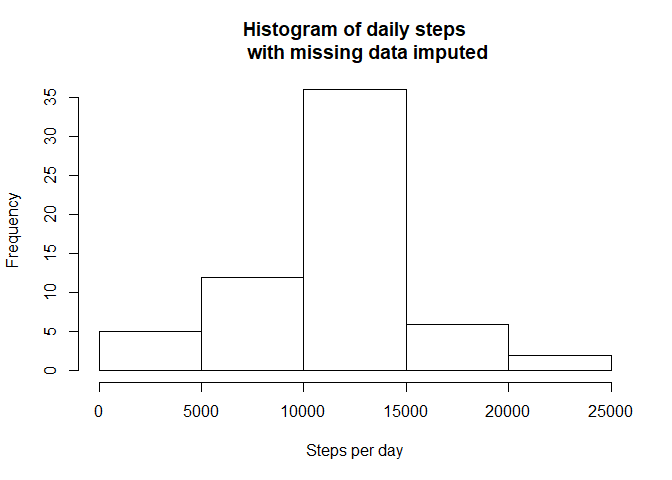 Histogram of daily steps
with missing data imputed
35
30
25
20
15
10
5
0
Frequency
0 5000 10000 15000 20000 25000
Steps per day